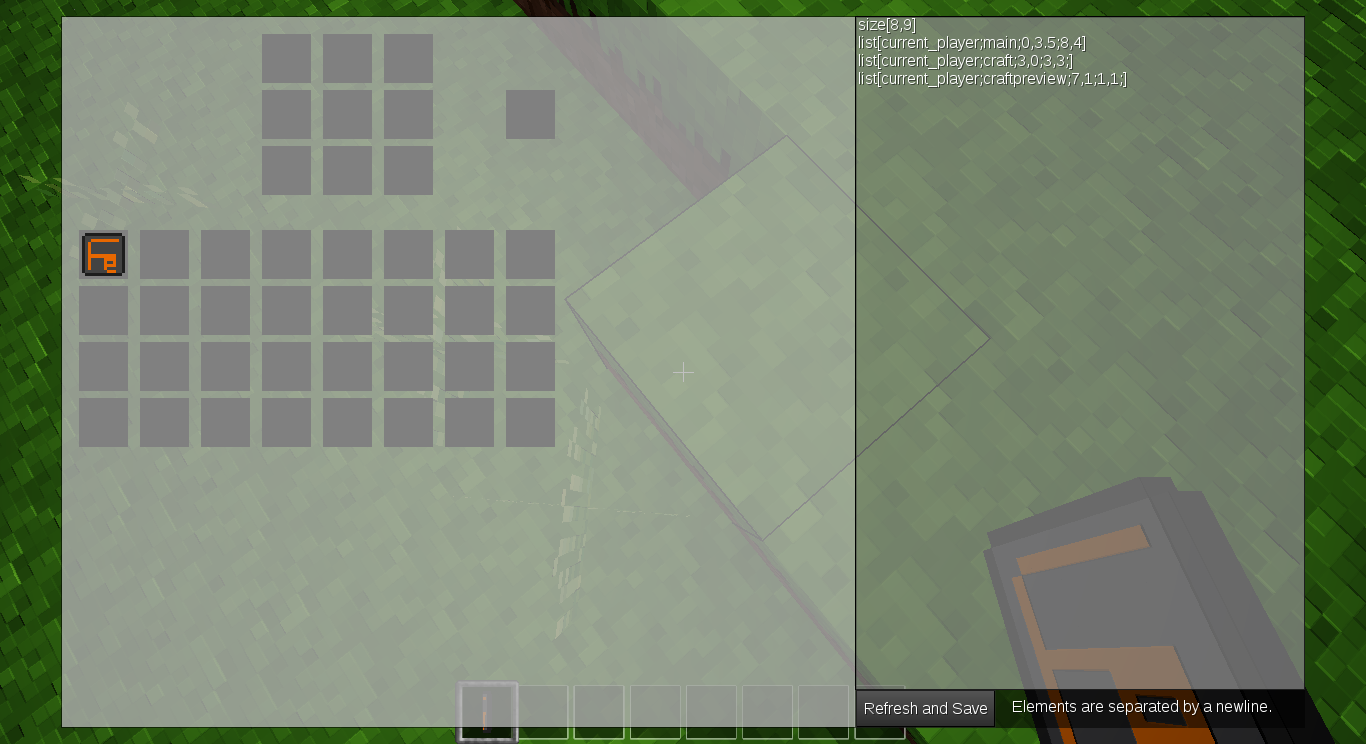 size[8,9]
list[current_player;main;0,3.5;8,4]
list[current_player;craft;3,0;3,3;]
list[current_player;craftpreview;7,1;1,1;]
Refresh and Save
Elements are separated by a newline.